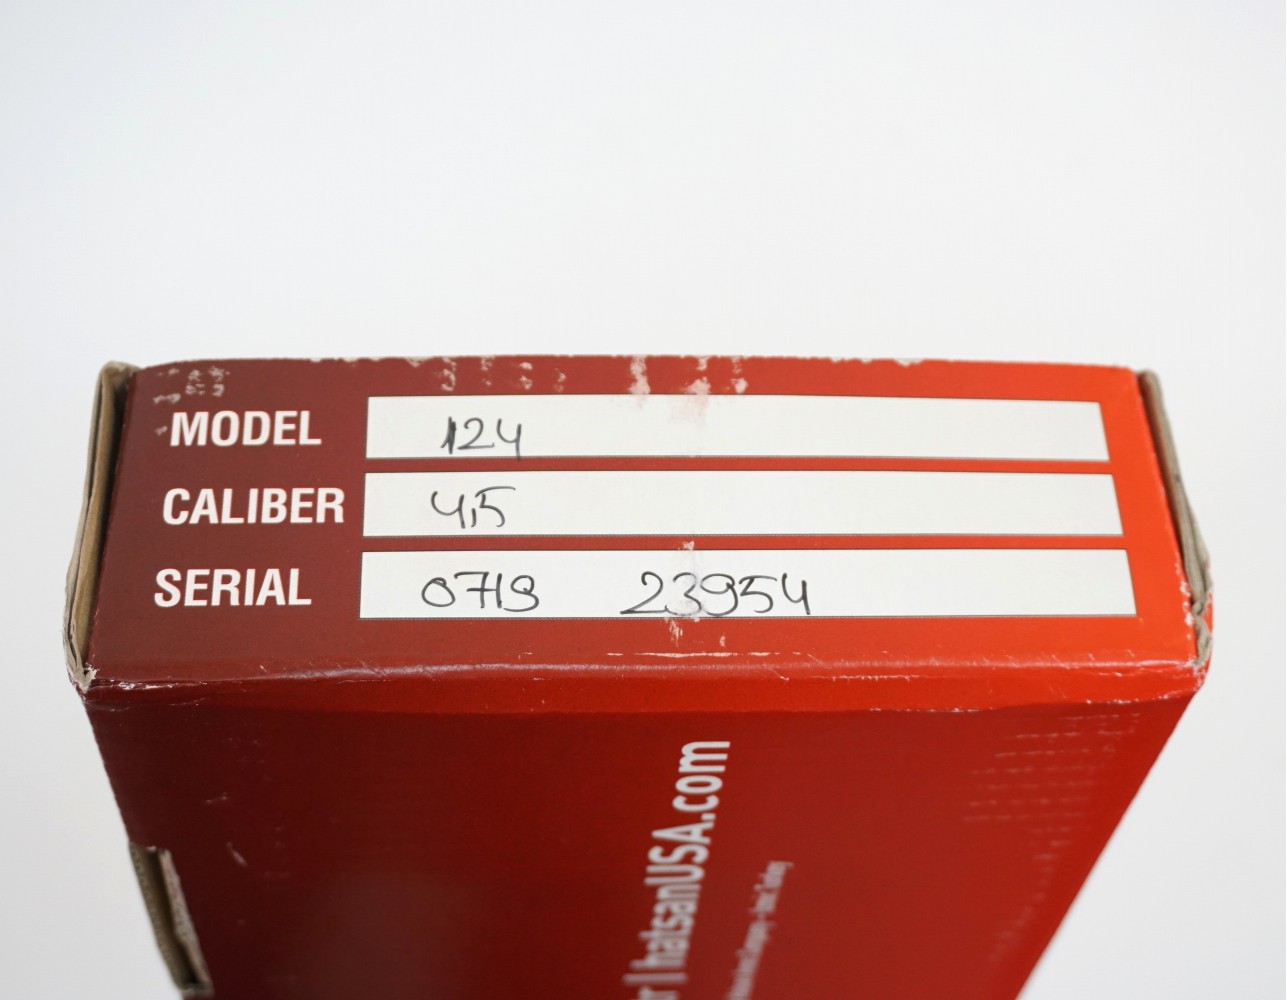 MODEL 124
CALIBER 4,5
SERIAL 0719 23954
| hatsanUSA.com